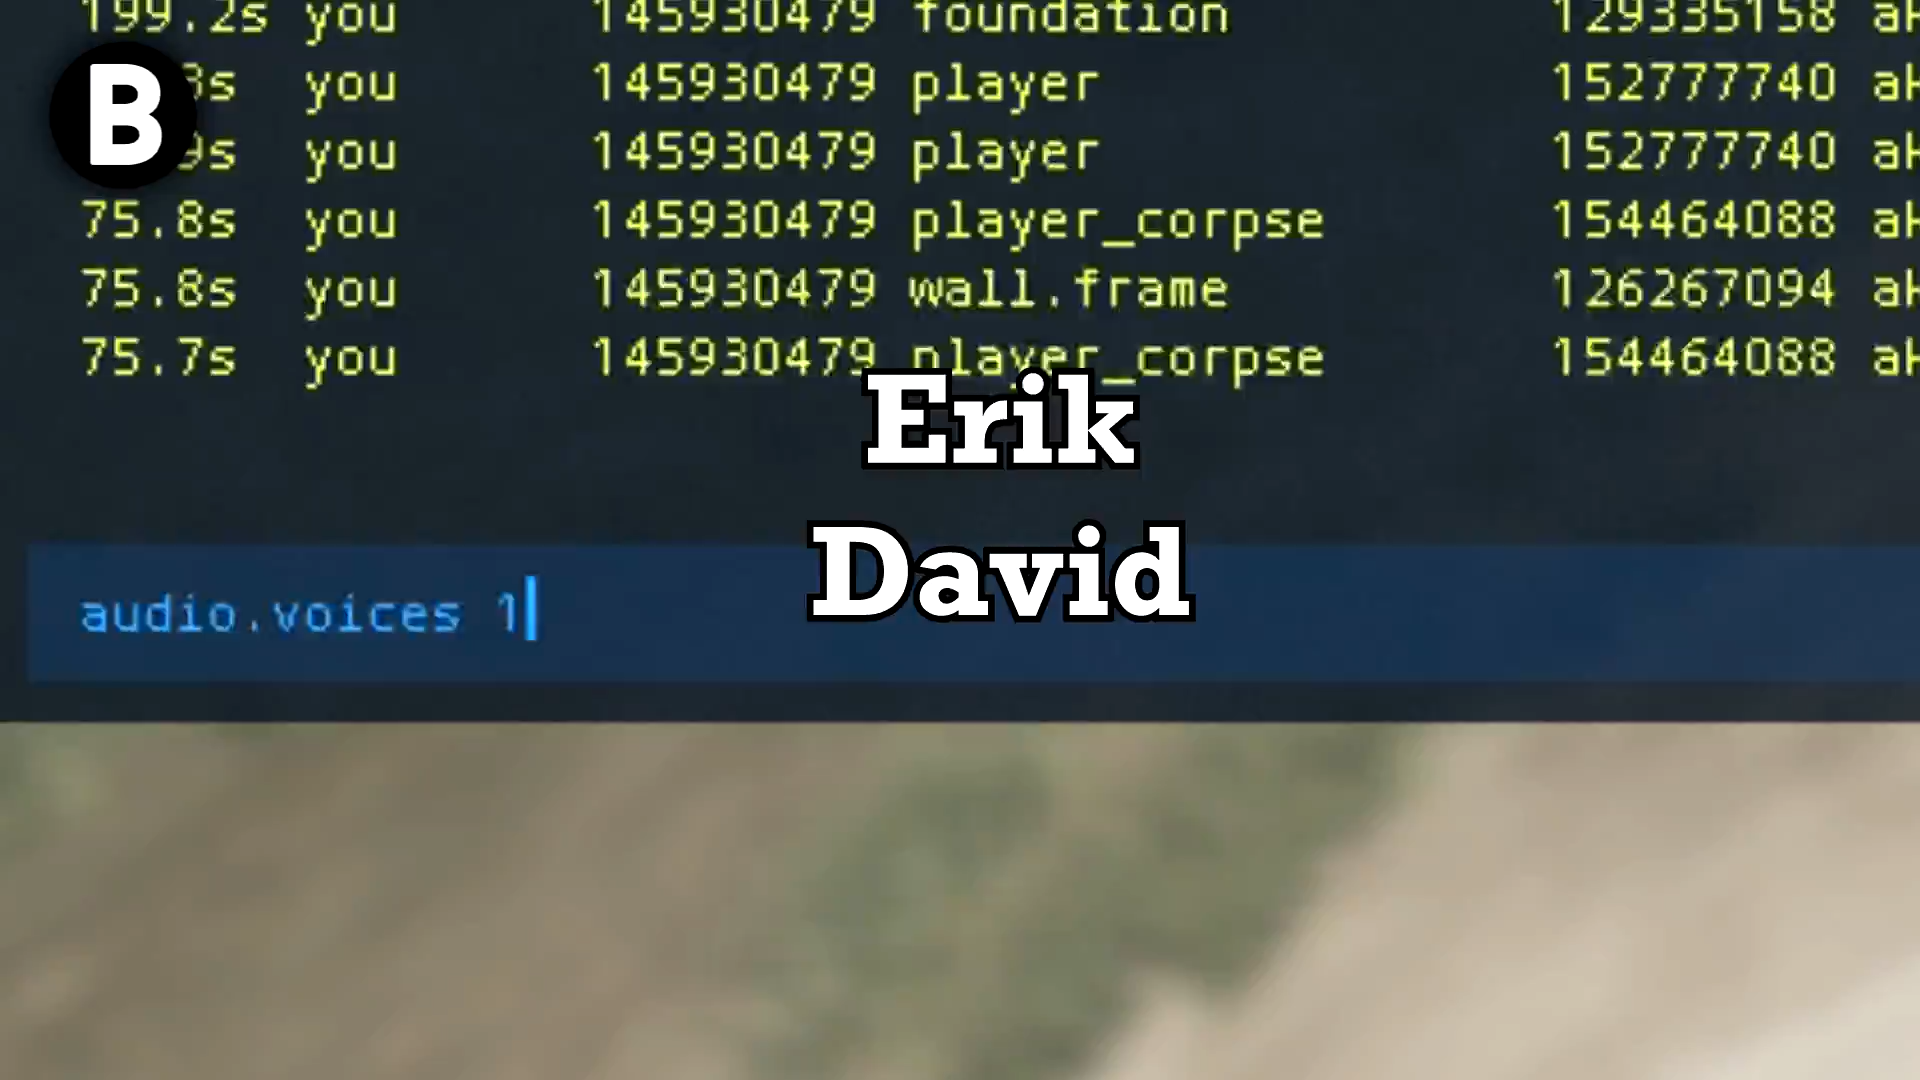 199.2s you 145930479 foundation 129335158
B
s you 145930479 player 152777740
9s you 145930479 player 152777740
75.8s you 145930479 player_corpse 154464088
75.8s you 145930479 wall.frame 126267094
75.7s you 145930479 player_corpse 154464088
Erik
David
audio.voices 1